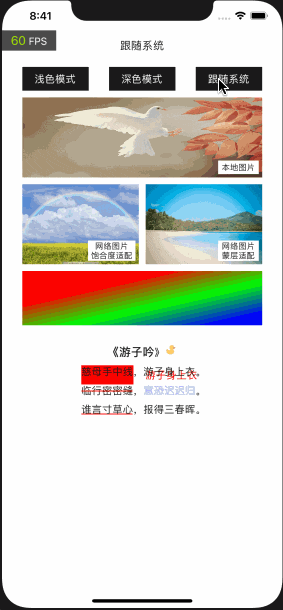 8:41
60 FPS
跟随系统
浅色模式 深色模式 跟随系统
本地图片
网络图片
饱合度适配
网络图片
蒙层适配
《游子吟》🐤
慈母手中线，游子身上衣。
临行密密缝，意恐迟迟归。
谁言寸草心，报得三春晖。